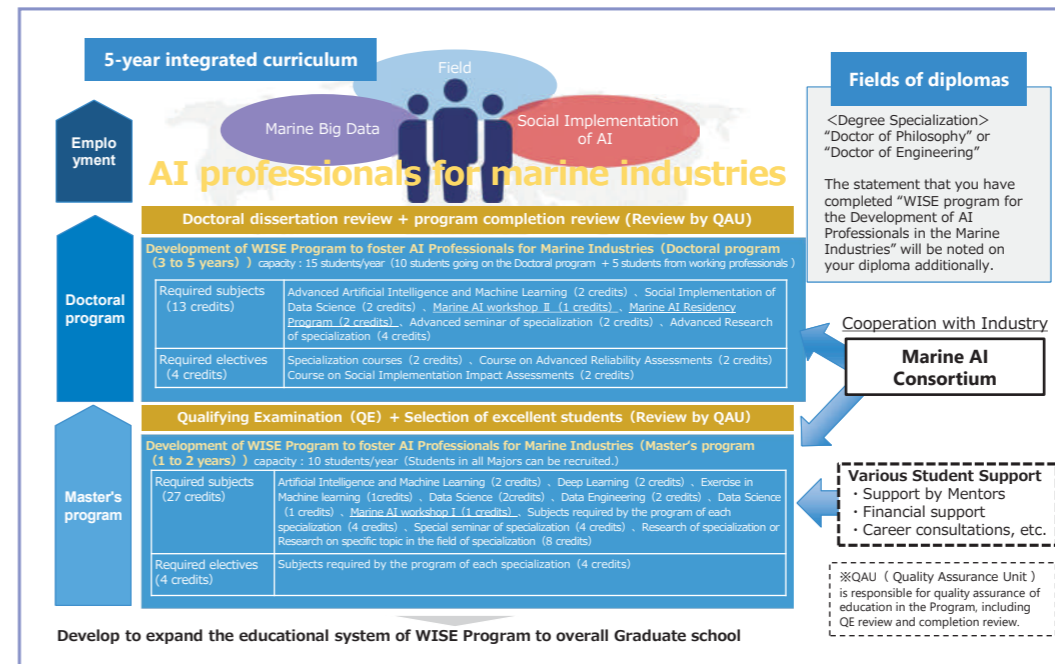 5-year integrated curriculum
Field
Marine Big Data
Social Implementation
of AI
Emplo
yment
AI professionals for marine industries
Doctoral dissertation review + program completion review (Review by QAU)
Doctoral
program
Development of WISE Program to foster AI Professionals for Marine Industries（Doctoral program
(3 to 5 years)）capacity : 15 students/year（10 students going on the Doctoral program ＋5 students from working professionals ）
Required subjects
（13 credits）
Advanced Artificial Intelligence and Machine Learning（2 credits）、Social Implementation of
Data Science（2 credits）、Marine AI workshop Ⅱ（1 credits）、Marine AI Residency
Program（2 credits）、Advanced seminar of specialization（2 credits）、Advanced Research
of specialization（4 credits）
Required electives
（4 credits）
Specialization courses（2 credits）、Course on Advanced Reliability Assessments（2 credits）
Course on Social Implementation Impact Assessments（2 credits）
Qualifying Examination（QE）+ Selection of excellent students（Review by QAU）
Master's
program
Development of WISE Program to foster AI Professionals for Marine Industries（Master's program
(1 to 2 years)）capacity : 10 students/year（Students in all Majors can be recruited.）
Required subjects
（27 credits）
Artificial Intelligence and Machine Learning（2 credits）、Deep Learning（2 credits）、Exercise in
Machine learning（1credits）、Data Science（2credits）、Data Engineering（2 credits）、Data Science
（1 credits）、Marine AI workshop Ⅰ（1 credits）、Subjects required by the program of each
specialization（4 credits）、Special seminar of specialization（4 credits）、Research of specialization or
Research on specific topic in the field of specialization（8 credits）
Required electives
（4 credits）
Subjects required by the program of each specialization（4 credits）
Develop to expand the educational system of WISE Program to overall Graduate school
Fields of diplomas
＜Degree Specialization＞
"Doctor of Philosophy" or
"Doctor of Engineering"
The statement that you have
completed "WISE program for
the Development of AI
Professionals in the Marine
Industries" will be noted on
your diploma additionally.
Cooperation with Industry
Marine AI
Consortium
Various Student Support
・Support by Mentors
・Financial support
・Career consultations, etc.
※QAU（ Quality Assurance Unit ）
is responsible for quality assurance of
education in the Program, including
QE review and completion review.